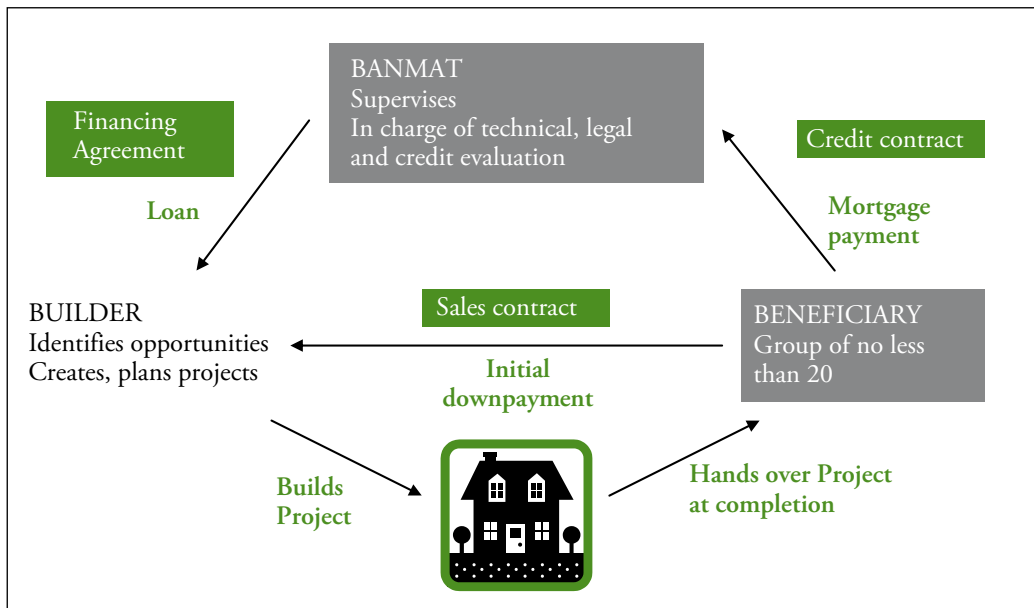 BANMAT
Supervises
In charge of technical, legal
and credit evaluation
Financing
Agreement
Credit contract
Loan
Mortgage
payment
BUILDER
Identifies opportunities
Creates, plans projects
Sales contract
Initial
downpayment
BENEFICIARY
Group of no less
than 20
Builds
Project
Hands over Project
at completion